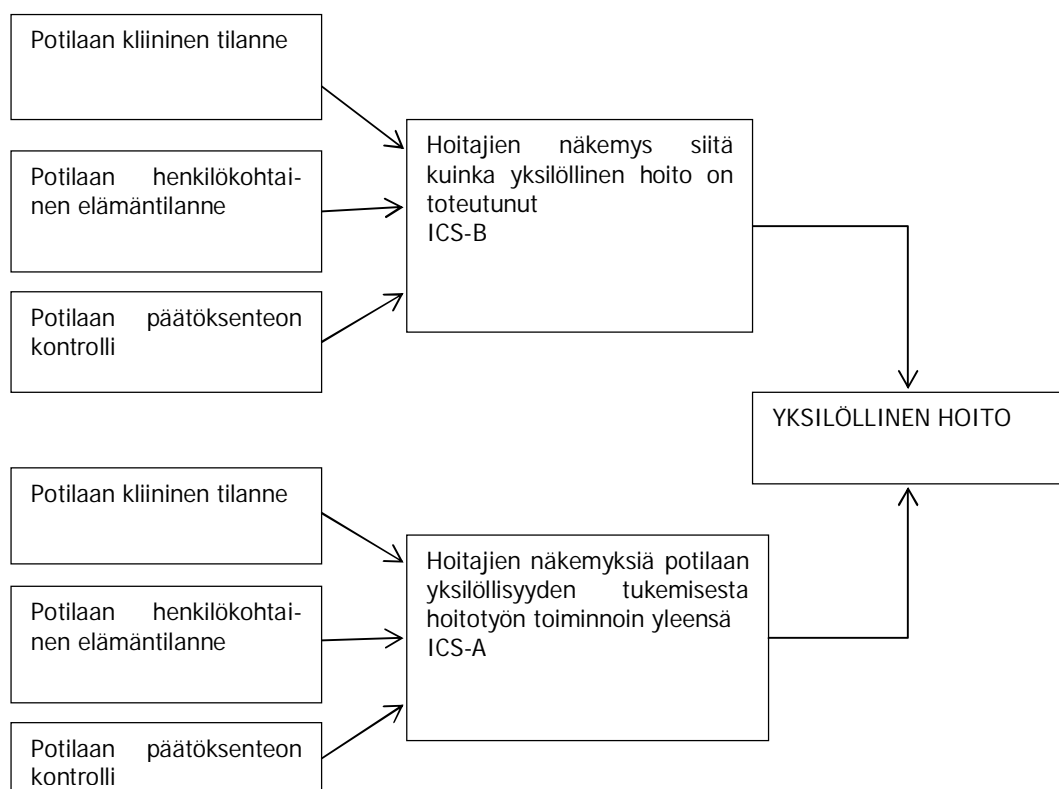 Potilaan kliininen tilanne
Potilaan henkilökohtai-
nen elämäntilanne
Potilaan päätöksenteon
kontrolli
Hoitajien näkemys siitä
kuinka yksilöllinen hoito on
toteutunut
ICS-B
YKSILÖLLINEN HOITO
Potilaan kliininen tilanne
Potilaan henkilökohtai-
nen elämäntilanne
Potilaan päätöksenteon
kontrolli
Hoitajien näkemyksiä potilaan
yksilöllisyyden tukemisesta
hoitotyön toiminnoin yleensä
ICS-A